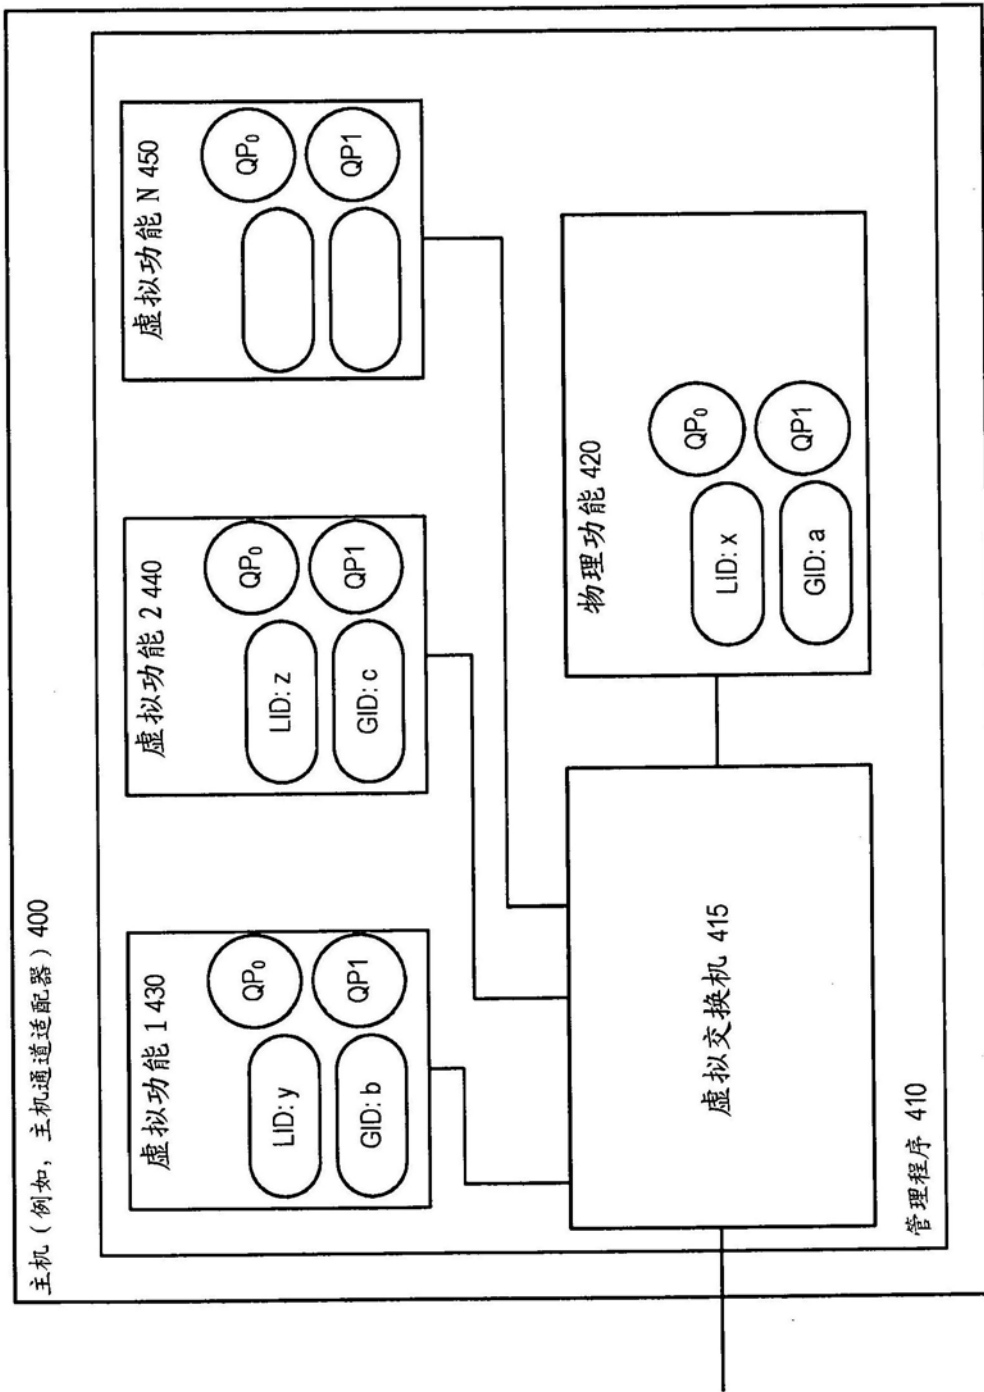 主机（例如，主机通道适配器）400
虚拟功能 1 430
QP₀
QP1
LID: y
GID: b
虚拟功能 2 440
QP₀
QP1
LID: z
GID: c
虚拟功能 N 450
QP₀
QP1
虚拟交换机 415
物理功能 420
QP₀
QP1
LID: x
GID: a
管理程序 410